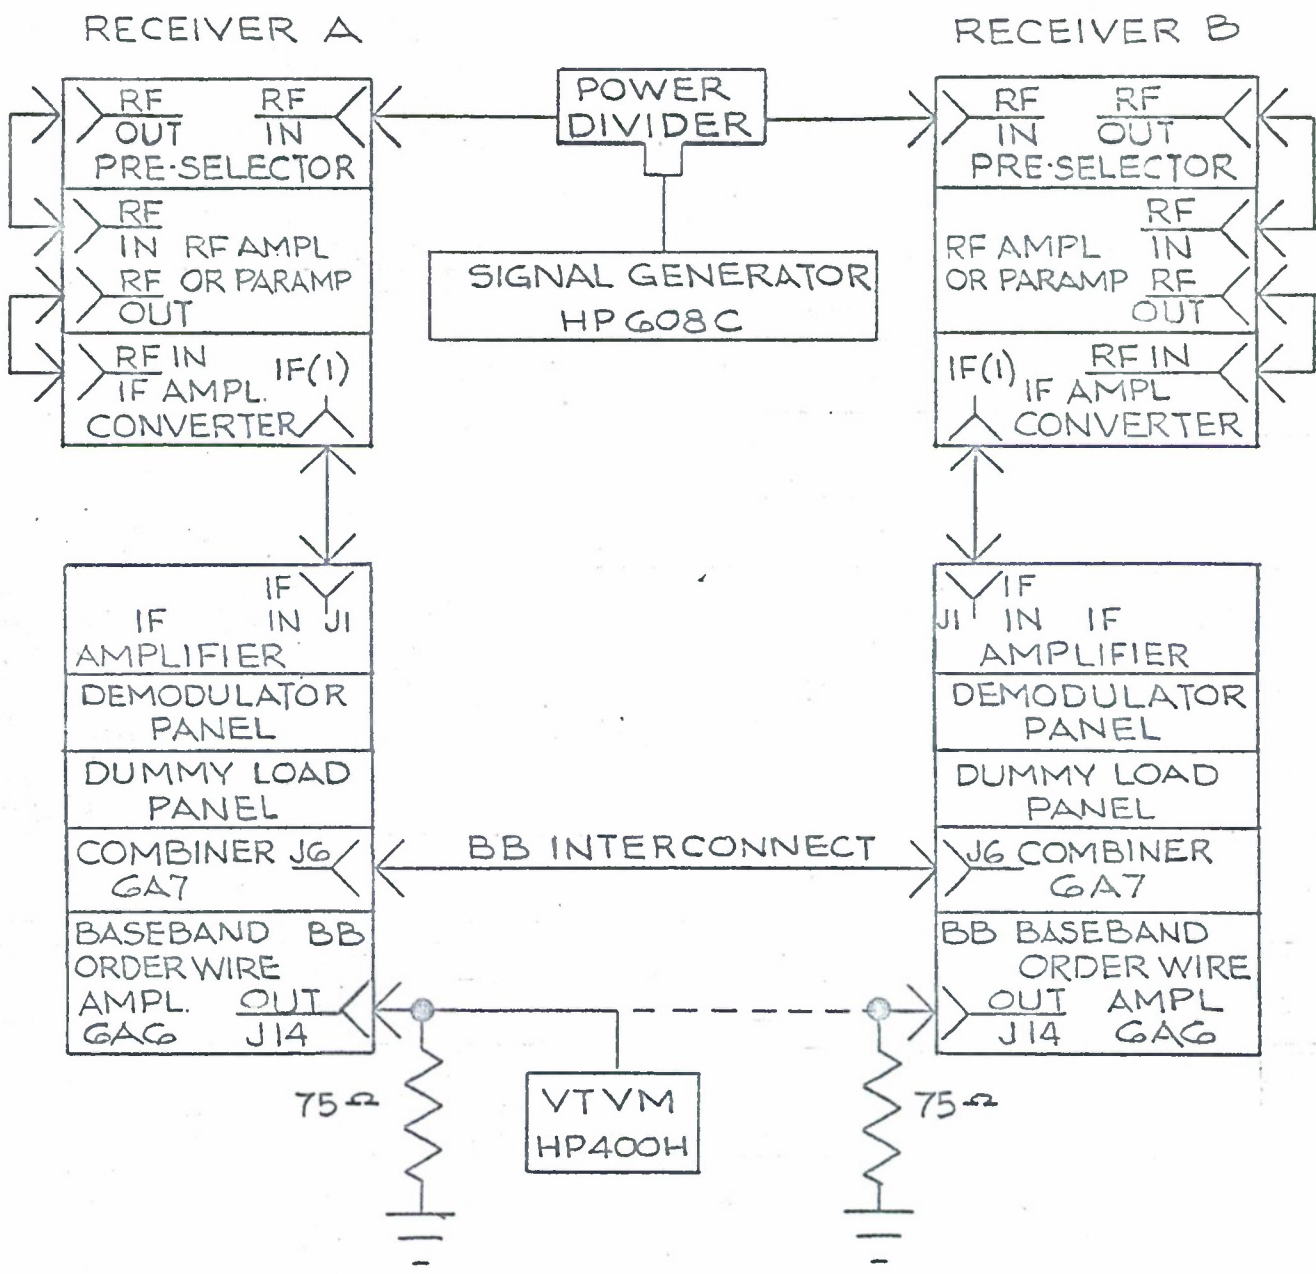 RECEIVER A
RF
OUT
RF
IN
PRE-SELECTOR
RF
IN
RF AMPL
RF
OUT
OR PARAMP
RF IN
IF AMPL.
CONVERTER
IF(1)
POWER
DIVIDER
SIGNAL GENERATOR
HP608C
RECEIVER B
RF
IN
RF
OUT
PRE-SELECTOR
RF
IN
RF AMPL
OR PARAMP
RF
OUT
IF(1)
RF IN
IF AMPL
CONVERTER
IF
IN J1
IF
AMPLIFIER
DEMODULATOR
PANEL
DUMMY LOAD
PANEL
COMBINER J6
6A7
BASEBAND BB
ORDER WIRE
AMPL. OUT
6A6 J14
BB INTERCONNECT
75Ω
VTVM
HP400H
75Ω
IF
J1 IN IF
AMPLIFIER
DEMODULATOR
PANEL
DUMMY LOAD
PANEL
J6 COMBINER
6A7
BB BASEBAND
ORDER WIRE
OUT AMPL
J14 6A6